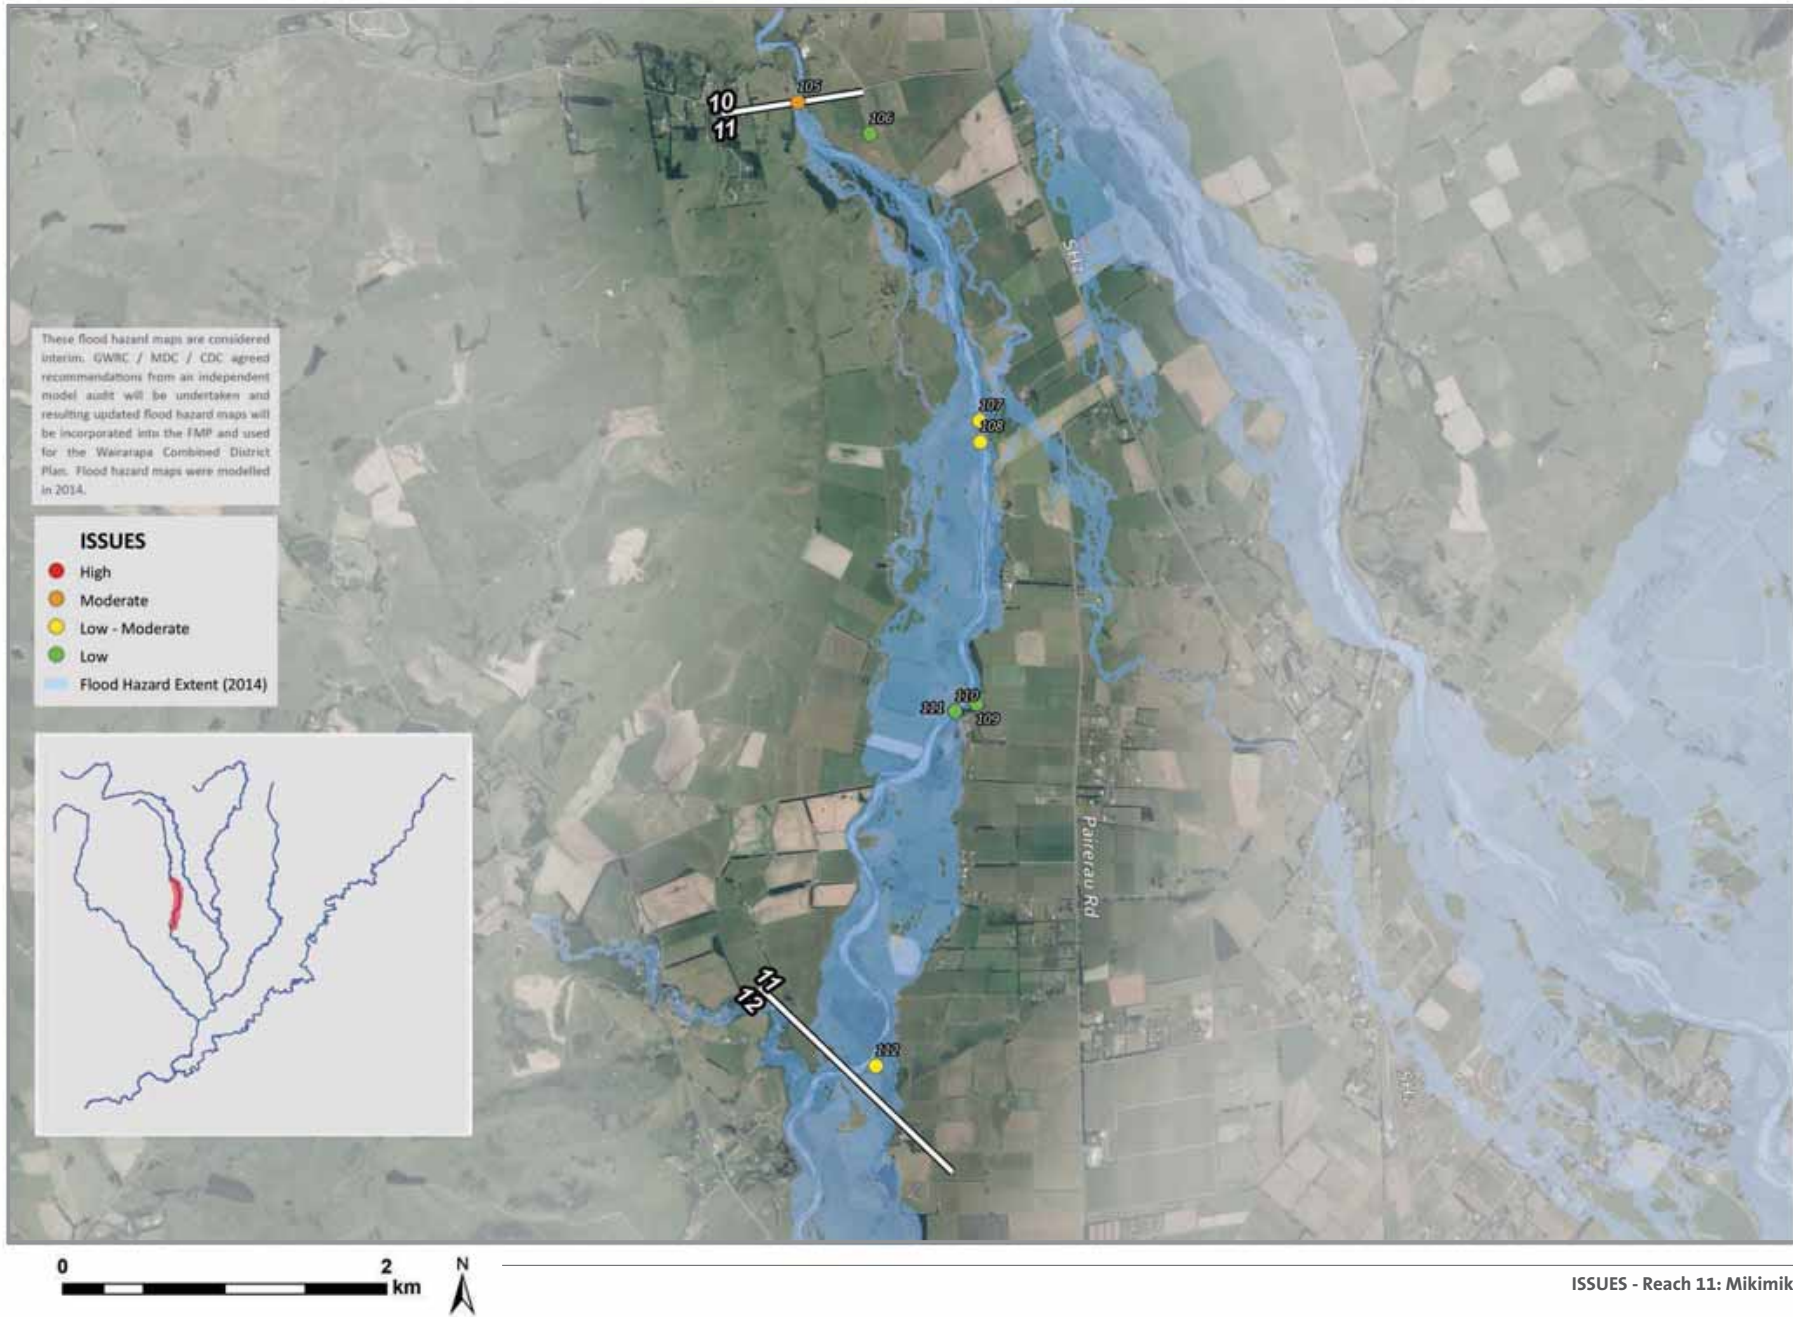 10
11
105
106
SH
These flood hazard maps are considered
interim. GWRC / MDC / CDC agreed
recommendations from an independent
model audit will be undertaken and
resulting updated flood hazard maps will
be incorporated into the FMP and used
for the Wairarapa Combined District
Plan. Flood hazard maps were modelled
in 2014.
107
108
ISSUES
High
Moderate
Low - Moderate
Low
Flood Hazard Extent (2014)
110
111
109
Paierau Rd
11
12
112
SH
0
2
km
N
ISSUES - Reach 11: Mikimik